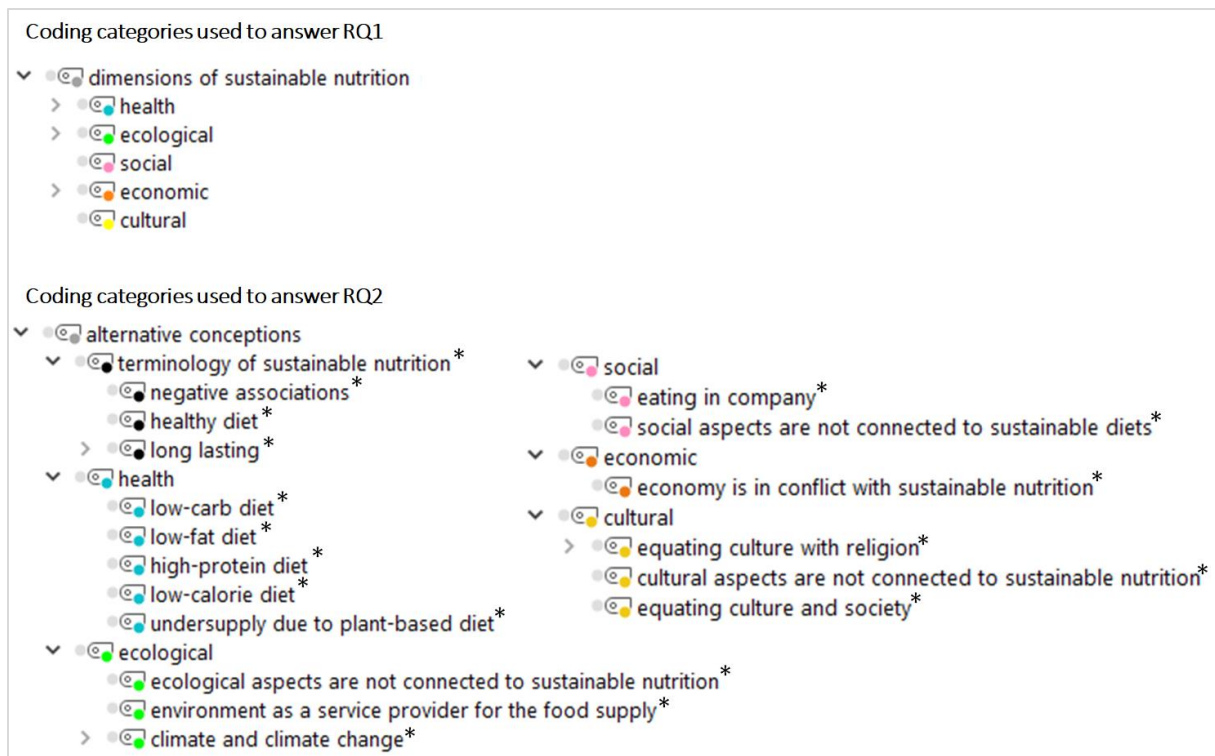 Coding categories used to answer RQ1
dimensions of sustainable nutrition
health
ecological
social
economic
cultural
Coding categories used to answer RQ2
alternative conceptions
terminology of sustainable nutrition*
negative associations*
healthy diet*
long lasting*
health
low-carb diet*
low-fat diet*
high-protein diet*
low-calorie diet*
undersupply due to plant-based diet*
ecological
ecological aspects are not connected to sustainable nutrition*
environment as a service provider for the food supply*
climate and climate change*
social
eating in company*
social aspects are not connected to sustainable diets*
economic
economy is in conflict with sustainable nutrition*
cultural
equating culture with religion*
cultural aspects are not connected to sustainable nutrition*
equating culture and society*